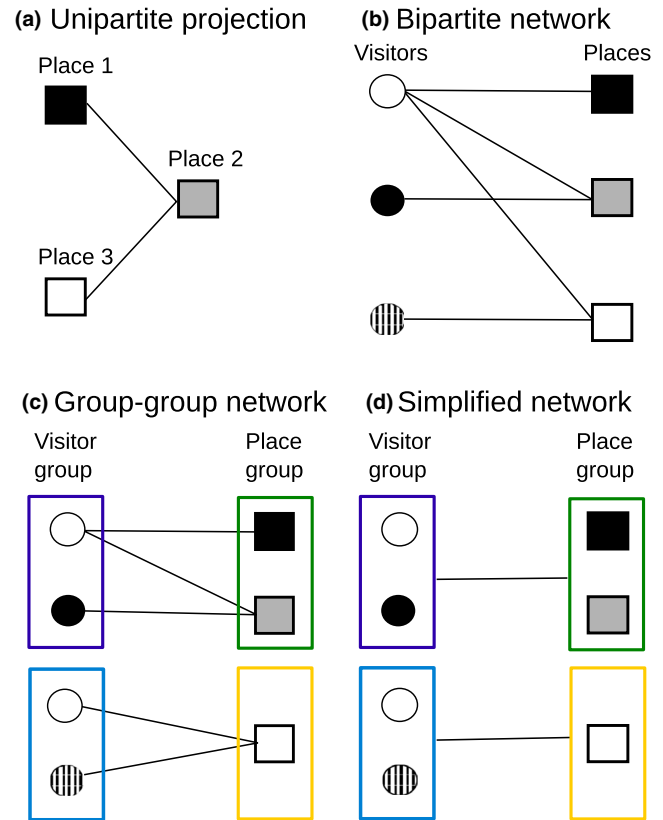 (a) Unipartite projection
Place 1
Place 2
Place 3
(b) Bipartite network
Visitors Places
(c) Group-group network
Visitor group Place group
(d) Simplified network
Visitor group Place group